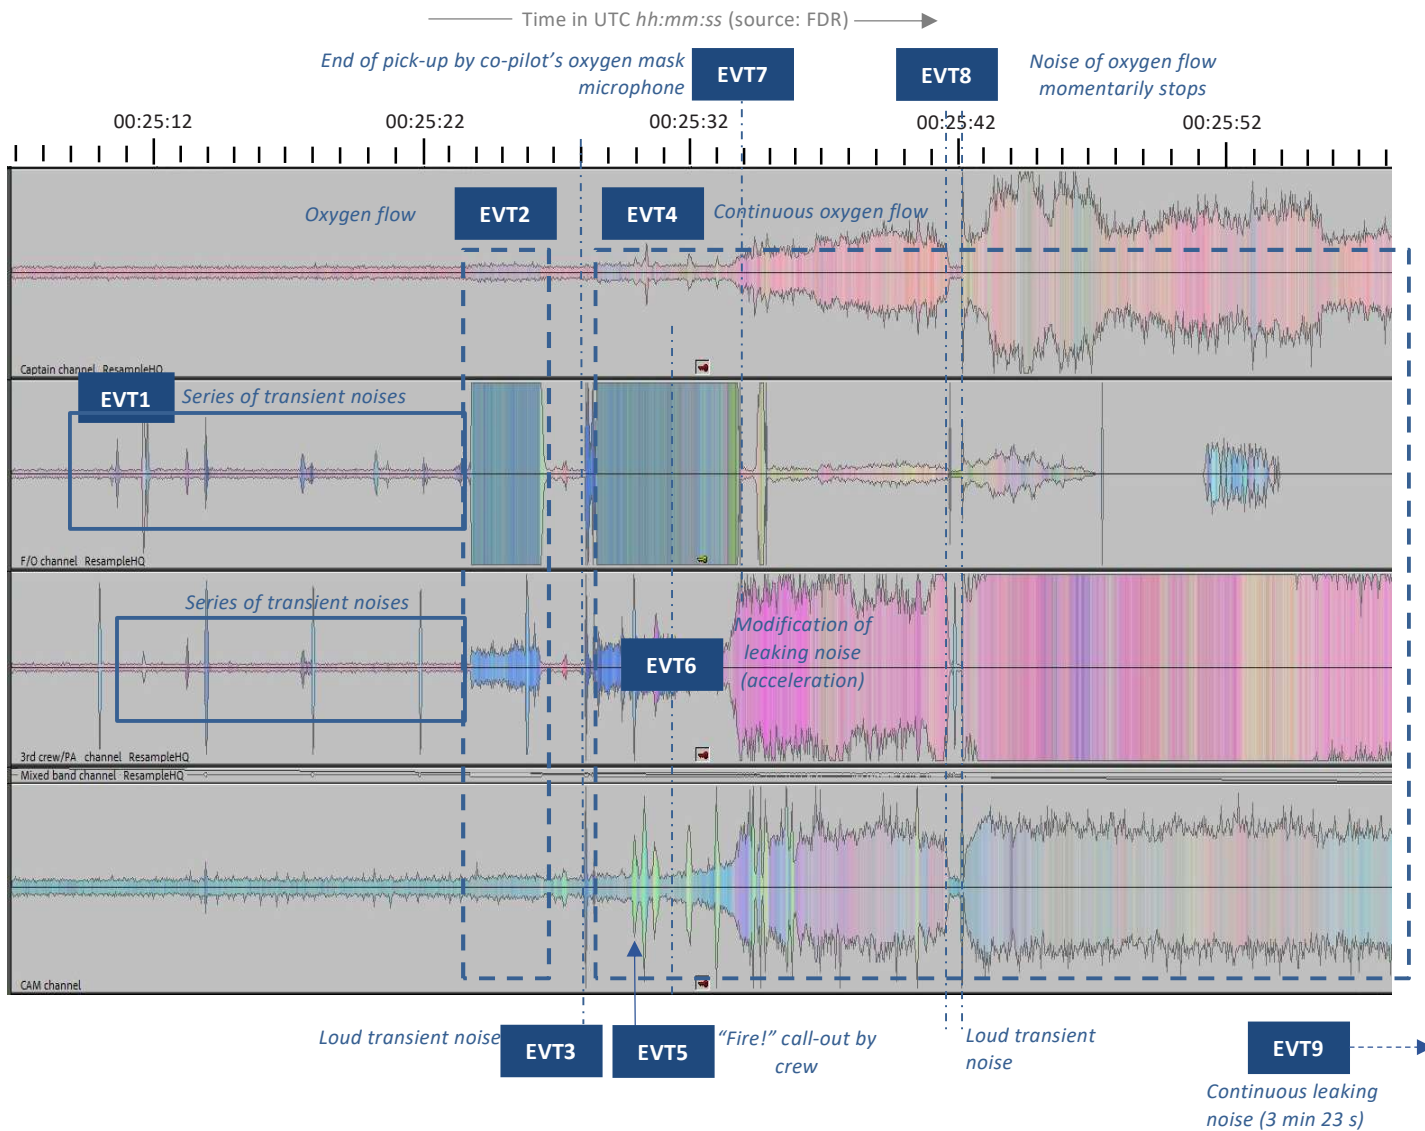 Time in UTC hh:mm:ss (source: FDR)
End of pick-up by co-pilot's oxygen mask
microphone
EVT7
EVT8
Noise of oxygen flow
momentarily stops
00:25:12
00:25:22
00:25:32
00:25:42
00:25:52
Oxygen flow
EVT2
EVT4
Continuous oxygen flow
Captain channel ResampleHQ
EVT1
Series of transient noises
F/O channel ResampleHQ
Series of transient noises
EVT6
Modification of
leaking noise
(acceleration)
3rd crew/PA channel ResampleHQ
Mixed band channel ResampleHQ
CAM channel
Loud transient noise
EVT3
EVT5
“Fire!” call-out by
crew
Loud transient
noise
EVT9
Continuous leaking
noise (3 min 23 s)